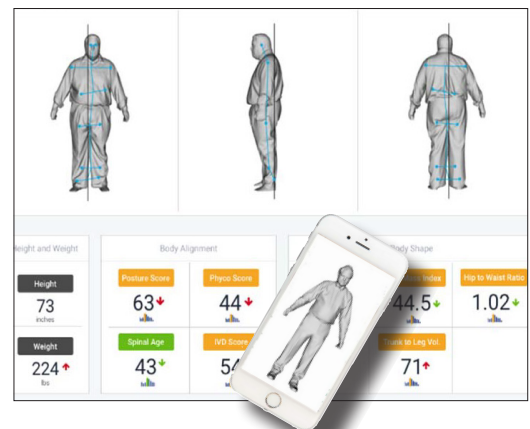 Height and Weight
Height
73
inches
Weight
224
lbs
Body Alignment
Posture Score
63
Phyco Score
44
Spinal Age
43
IVD Score
54
Body Shape
Index
44.5
Hip to Waist Ratio
1.02
Trunk to Leg Vol.
71